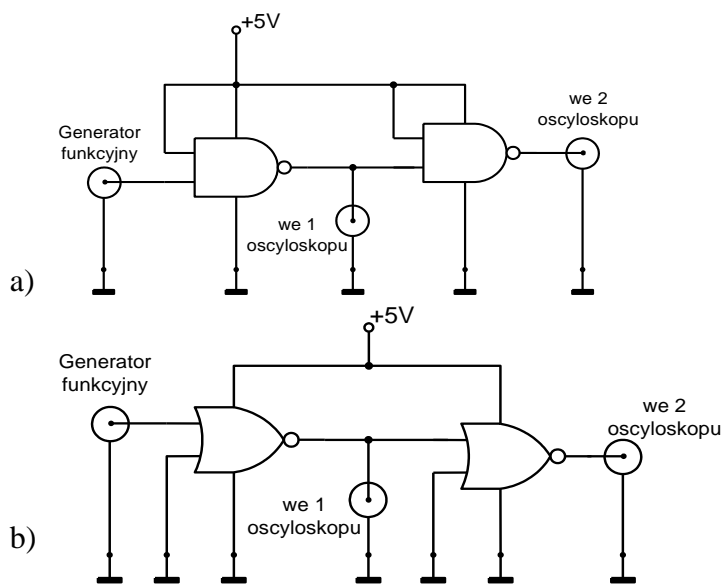 +5V
we 2
oscyloskopu
Generator
funkcyjny
we 1
oscyloskopu
a)
+5V
Generator
funkcyjny
we 2
oscyloskopu
we 1
oscyloskopu
b)